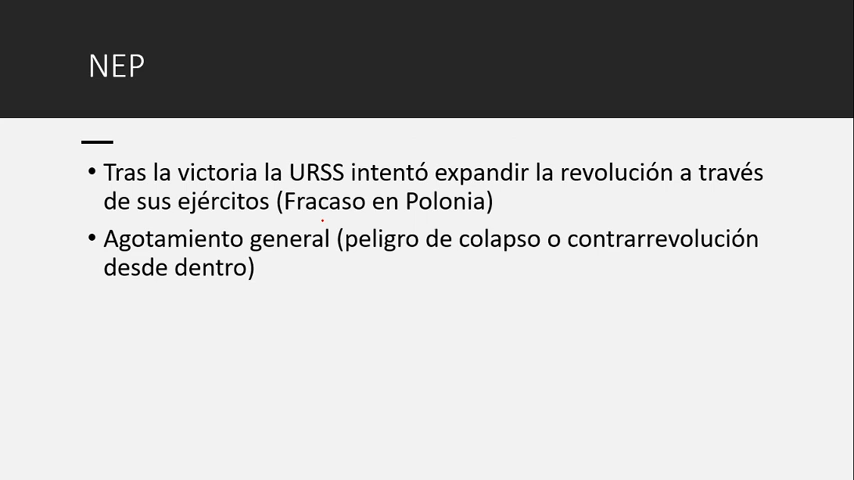 NEP
• Tras la victoria la URSS intentó expandir la revolución a través
de sus ejércitos (Fracaso en Polonia)
• Agotamiento general (peligro de colapso o contrarrevolución
desde dentro)